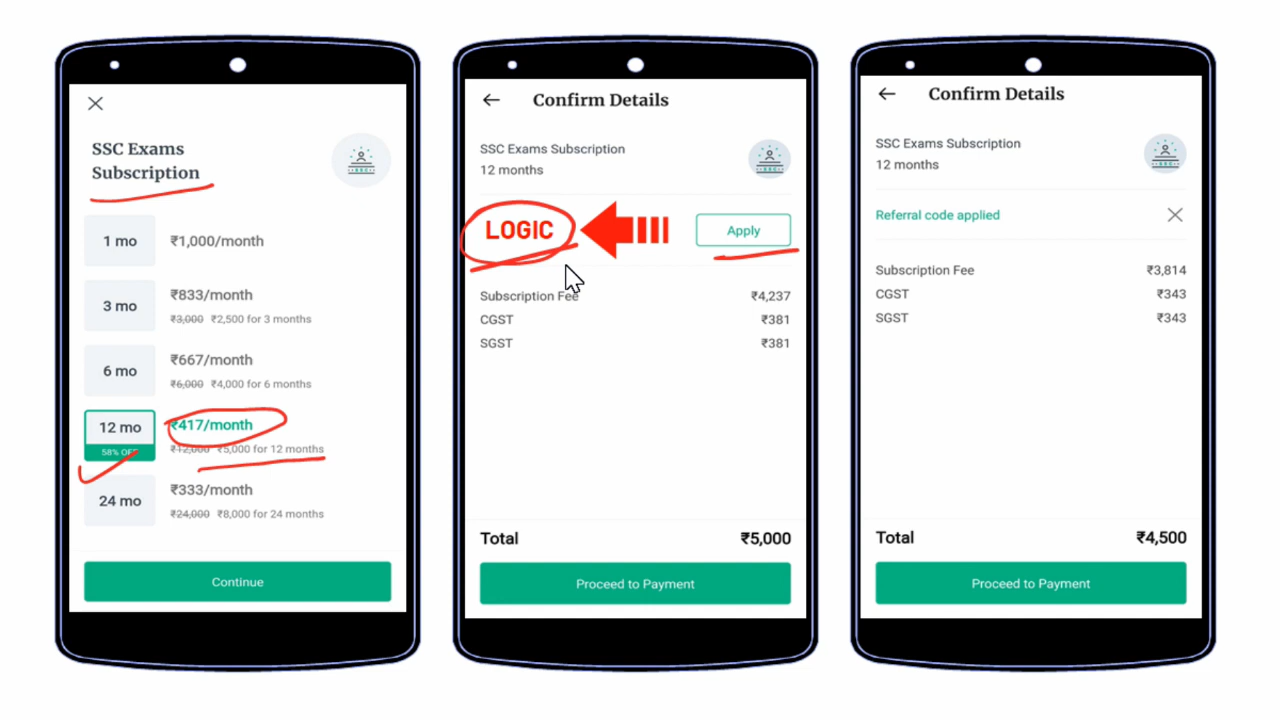 SSC Exams
Subscription
1 mo
₹1,000/month
3 mo
₹833/month
₹3,000 ₹2,500 for 3 months
6 mo
₹667/month
₹6,000 ₹4,000 for 6 months
12 mo
58% OFF
₹417/month
₹12,000 ₹5,000 for 12 months
24 mo
₹333/month
₹24,000 ₹8,000 for 24 months
Continue
Confirm Details
SSC Exams Subscription
12 months
LOGIC
Apply
Subscription Fee ₹4,237
CGST ₹381
SGST ₹381
Total ₹5,000
Proceed to Payment
Confirm Details
SSC Exams Subscription
12 months
Referral code applied
Subscription Fee ₹3,814
CGST ₹343
SGST ₹343
Total ₹4,500
Proceed to Payment